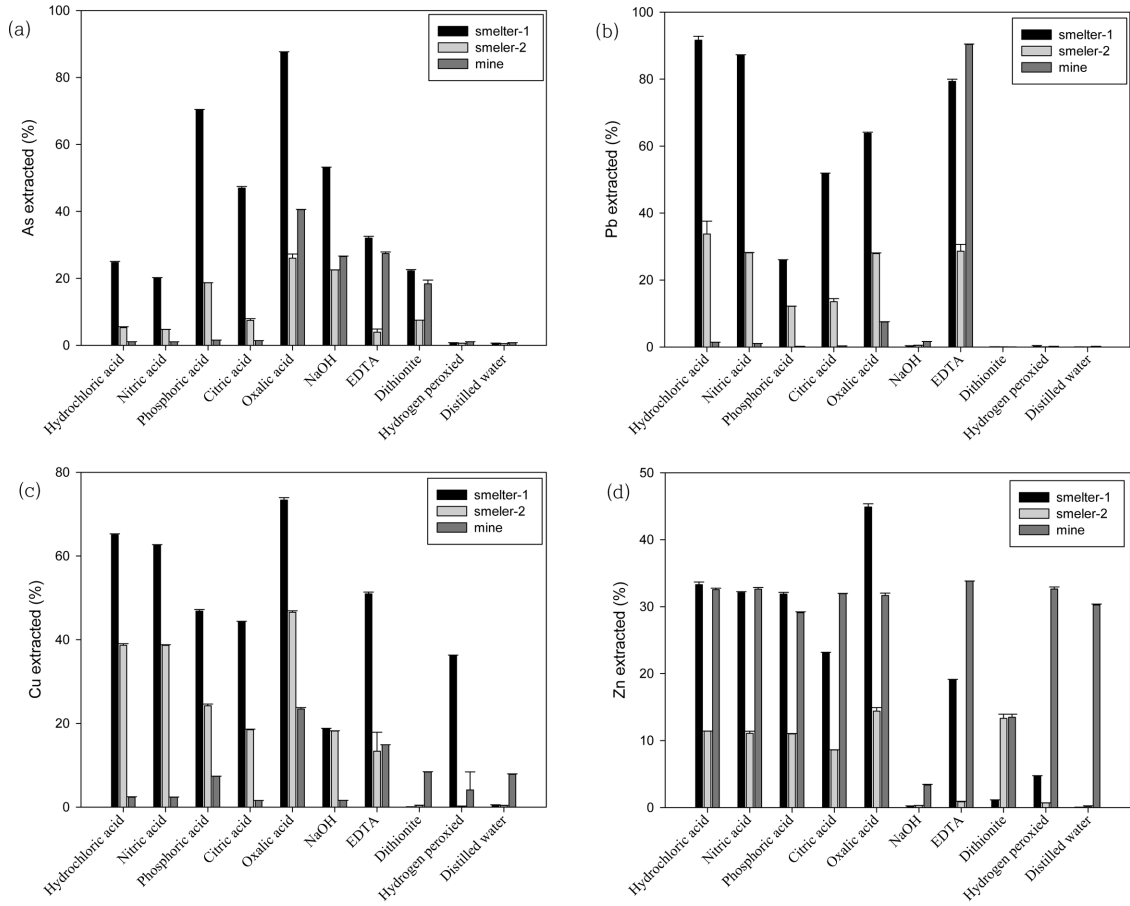 (a)
As extracted (%)
100
80
60
40
20
0
smelter-1
smeler-2
mine
Hydrochloric acid
Nitric acid
Phosphoric acid
Citric acid
Oxalic acid
NaOH
EDTA
Dithionite
Hydrogen peroxied
Distilled water
(b)
Pb extracted (%)
100
80
60
40
20
0
smelter-1
smeler-2
mine
Hydrochloric acid
Nitric acid
Phosphoric acid
Citric acid
Oxalic acid
NaOH
EDTA
Dithionite
Hydrogen peroxied
Distilled water
(c)
Cu extracted (%)
80
60
40
20
0
smelter-1
smeler-2
mine
Hydrochloric acid
Nitric acid
Phosphoric acid
Citric acid
Oxalic acid
NaOH
EDTA
Dithionite
Hydrogen peroxied
Distilled water
(d)
Zn extracted (%)
50
40
30
20
10
0
smelter-1
smeler-2
mine
Hydrochloric acid
Nitric acid
Phosphoric acid
Citric acid
Oxalic acid
NaOH
EDTA
Dithionite
Hydrogen peroxied
Distilled water